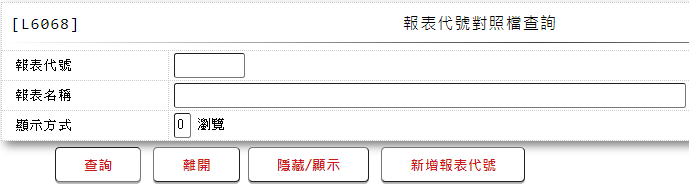 [L6068] 報表代號對照檔查詢
報表代號
報表名稱
顯示方式 0 瀏覽
查詢 離開 隱藏/顯示 新增報表代號